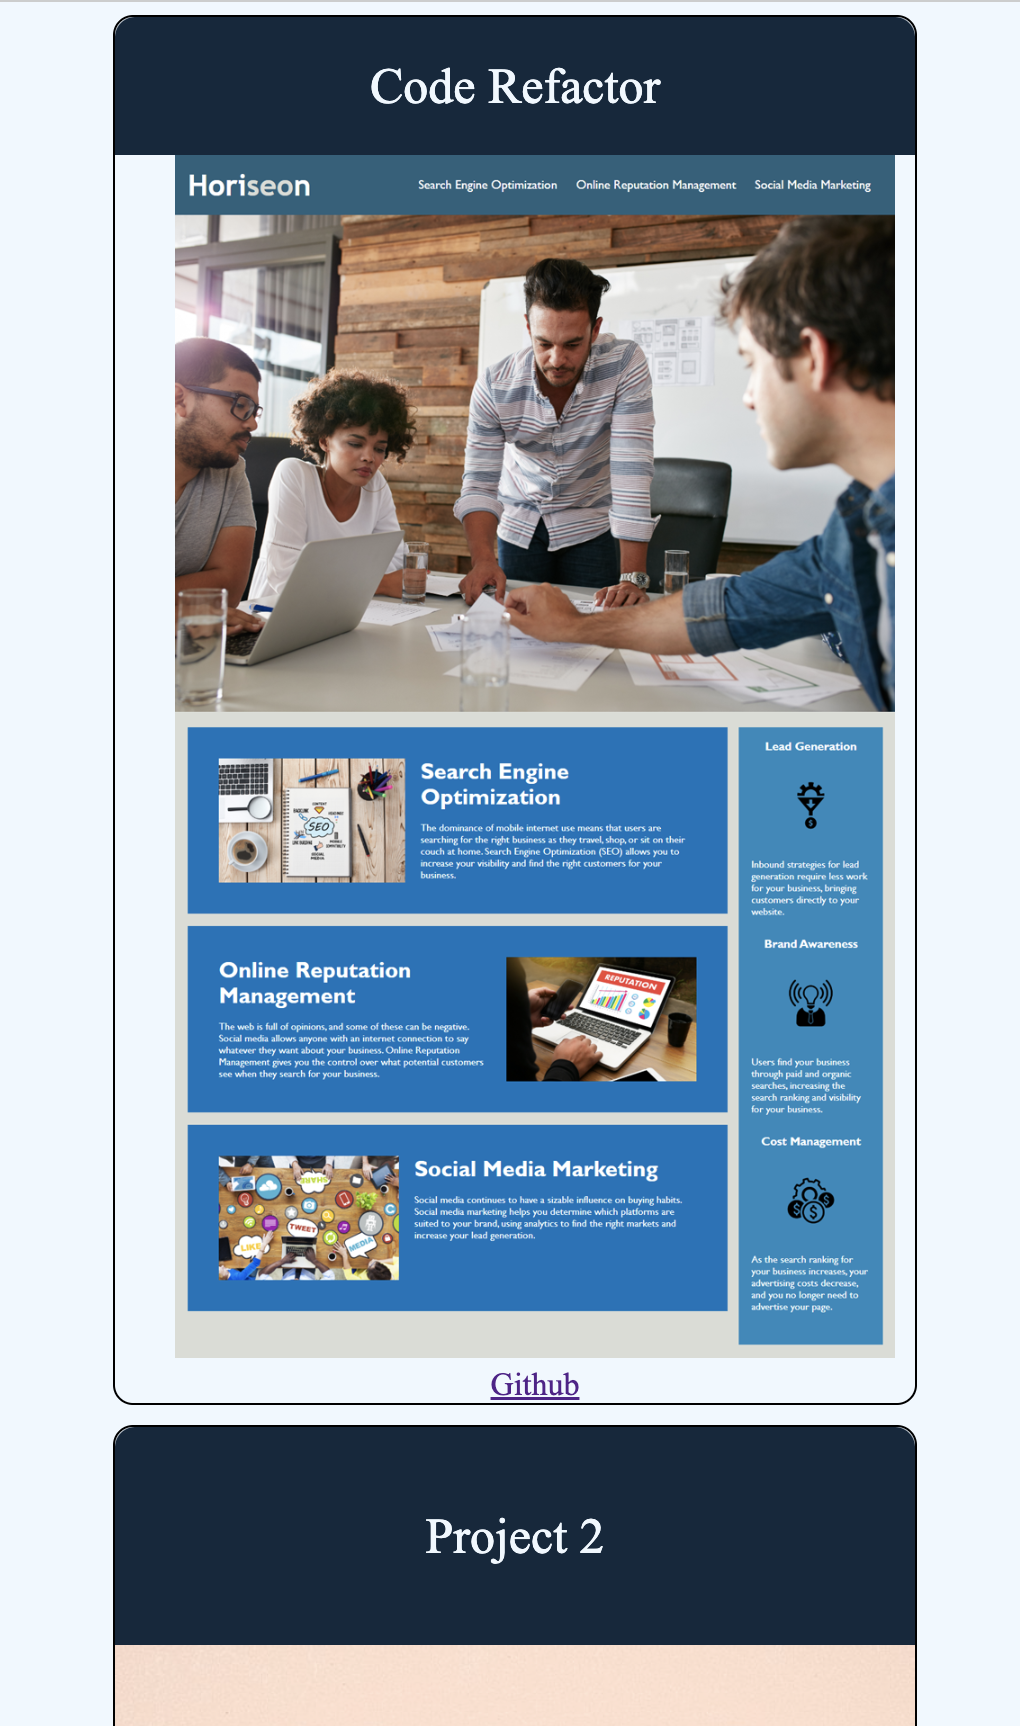 Code Refactor
Horiseon
Search Engine Optimization Online Reputation Management Social Media Marketing
Search Engine
Optimization
The dominance of mobile internet use means that users are
searching for the right business as they travel, shop, or sit on their
couch at home. Search Engine Optimization (SEO) allows you to
increase your visibility and find the right customers for your
business.
SEO
Online Reputation
Management
The web is full of opinions, and some of these can be negative.
Social media allows anyone with an internet connection to say
whatever they want about your business. Online Reputation
Management gives you the control over what potential customers
see when they search for your business.
REPUTATION
Social Media Marketing
Social media continues to have a sizable influence on buying habits.
Social media marketing helps you determine which platforms are
suited to your brand, using analytics to find the right markets and
increase your lead generation.
SHARE
TWEET
LIKE
MEDIA
Lead Generation
Inbound strategies for lead
generation require less work
for your business, bringing
customers directly to your
website.
Brand Awareness
Users find your business
through paid and organic
searches, increasing the
search ranking and visibility
for your business.
Cost Management
As the search ranking for
your business increases, your
advertising costs decrease,
and you no longer need to
advertise your page.
Github
Project 2